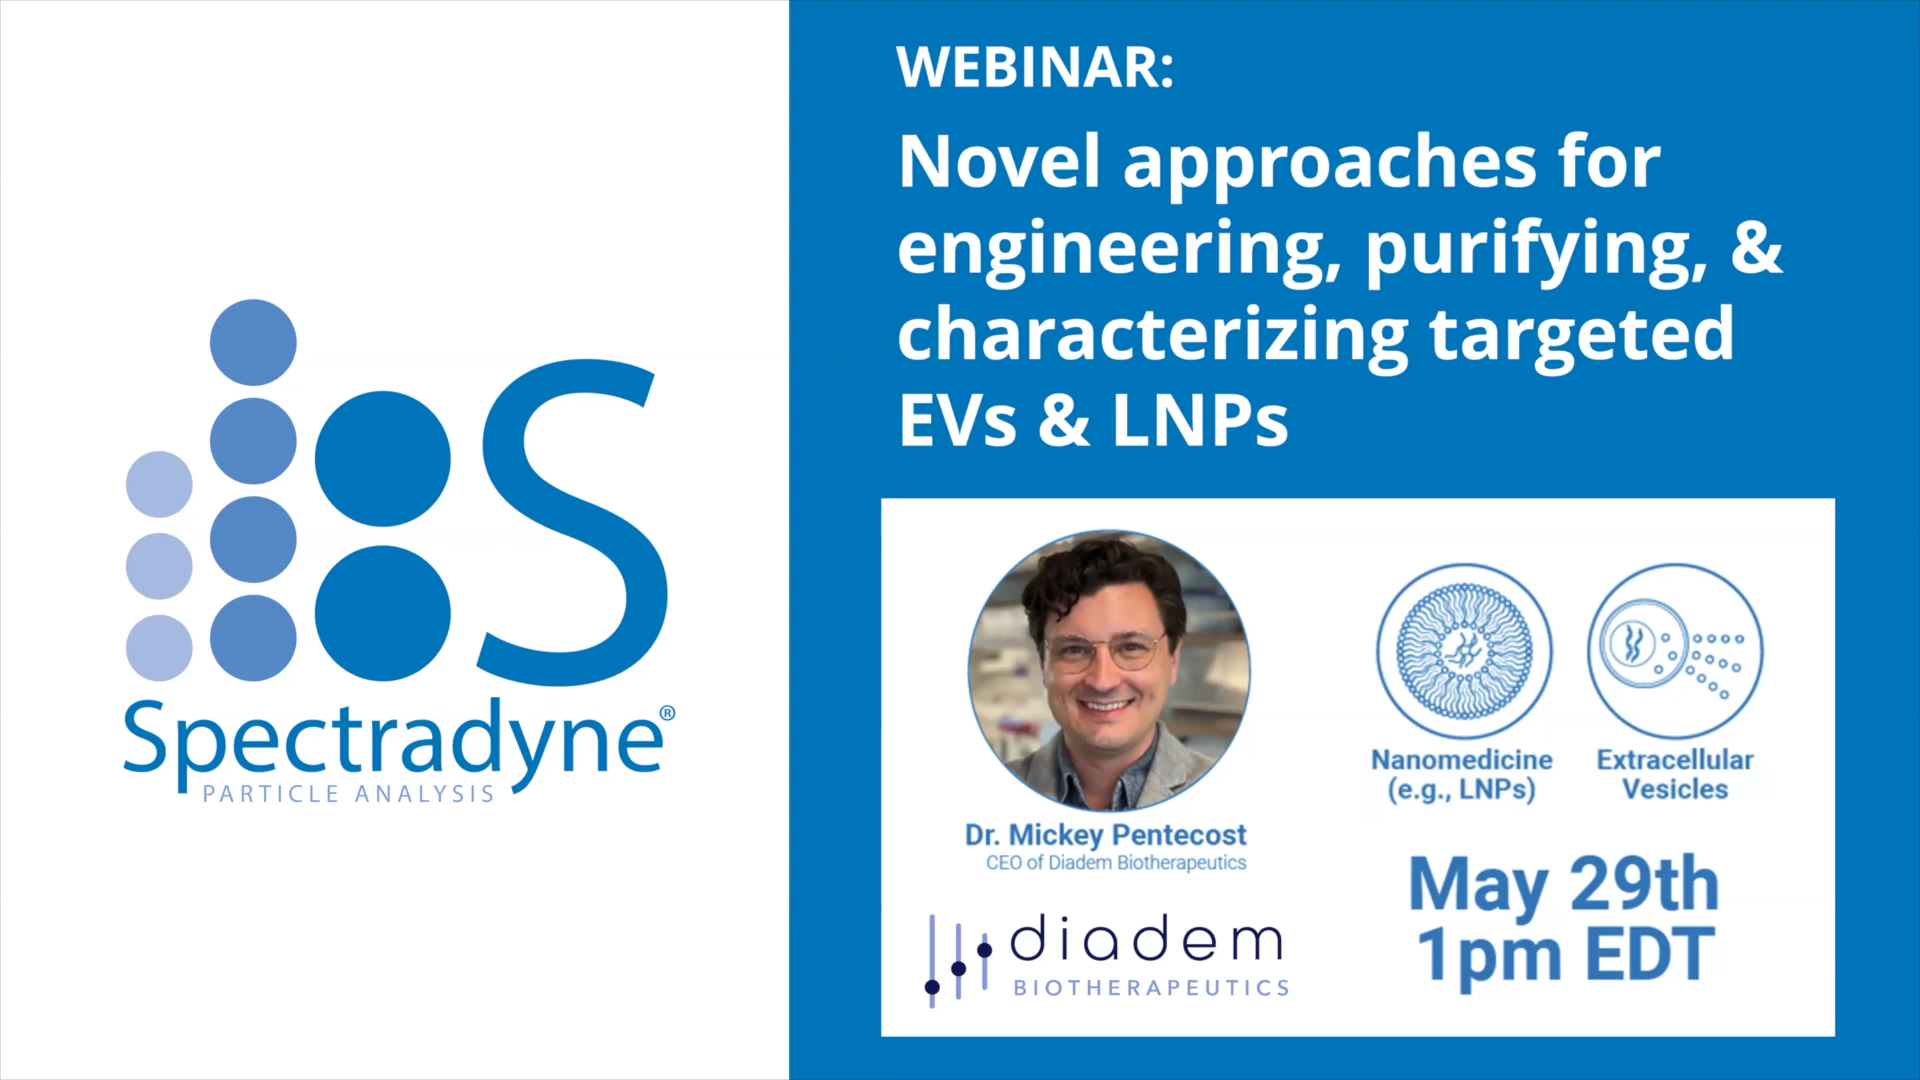 Spectradyne®
PARTICLE ANALYSIS
WEBINAR:
Novel approaches for
engineering, purifying, &
characterizing targeted
EVs & LNPs
Dr. Mickey Pentecost
CEO of Diadem Biotherapeutics
diadem
BIOTHERAPEUTICS
Nanomedicine
(e.g., LNPs)
Extracellular
Vesicles
May 29th
1pm EDT